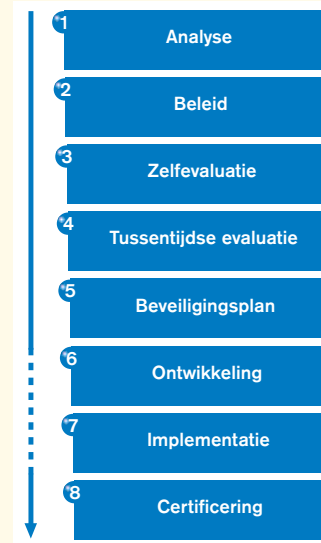 1
Analyse
2
Beleid
3
Zelfevaluatie
4
Tussentijdse evaluatie
5
Beveiligingsplan
6
Ontwikkeling
7
Implementatie
8
Certificering